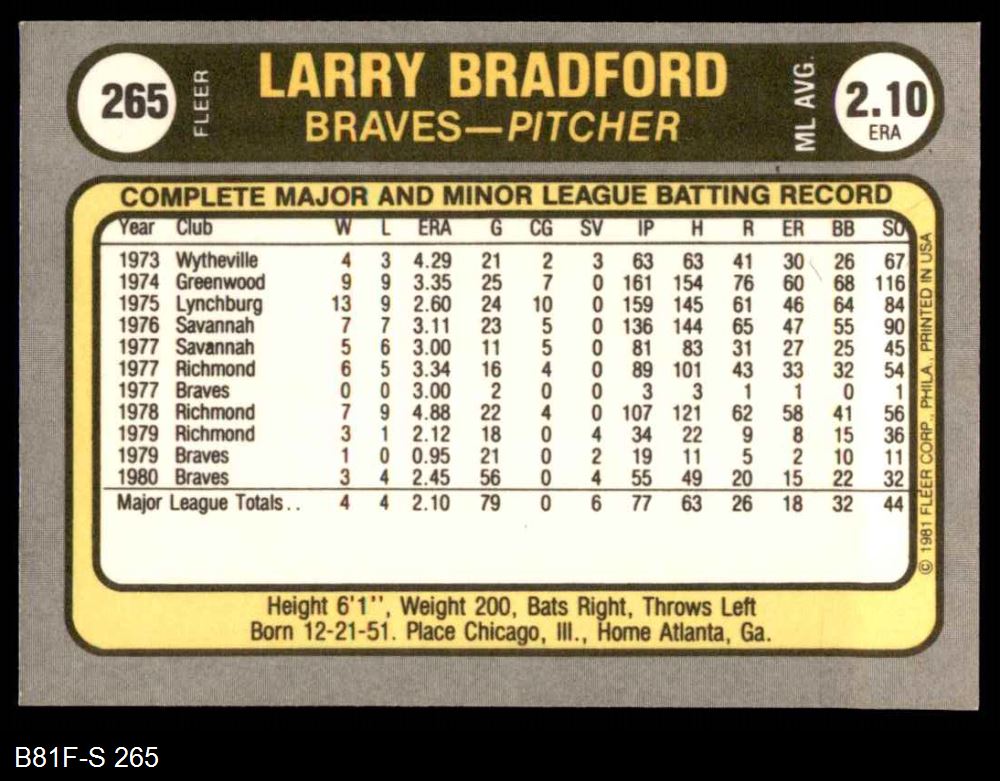 265
FLEER
LARRY BRADFORD
BRAVES—PITCHER
ML AVG.
2.10
ERA
COMPLETE MAJOR AND MINOR LEAGUE BATTING RECORD
Year Club W L ERA G CG SV IP H R ER BB SO
1973 Wytheville 4 3 4.29 21 2 3 63 63 41 30 26 67
1974 Greenwood 9 9 3.35 25 7 0 161 154 76 60 68 116
1975 Lynchburg 13 9 2.60 24 10 0 159 145 61 46 64 84
1976 Savannah 7 7 3.11 23 5 0 136 144 65 47 55 90
1977 Savannah 5 6 3.00 11 5 0 81 83 31 27 25 45
1977 Richmond 6 5 3.34 16 4 0 89 101 43 33 32 54
1977 Braves 0 0 3.00 2 0 0 3 3 1 1 0 1
1978 Richmond 7 9 4.88 22 4 0 107 121 62 58 41 56
1979 Richmond 3 1 2.12 18 0 4 34 22 9 8 15 36
1979 Braves 1 0 0.95 21 0 2 19 11 5 2 10 11
1980 Braves 3 4 2.45 56 0 4 55 49 20 15 22 32
Major League Totals.. 4 4 2.10 79 0 6 77 63 26 18 32 44
© 1981 FLEER CORP., PHILA., PRINTED IN USA
Height 6'1'', Weight 200, Bats Right, Throws Left
Born 12-21-51. Place Chicago, Ill., Home Atlanta, Ga.
B81F-S 265